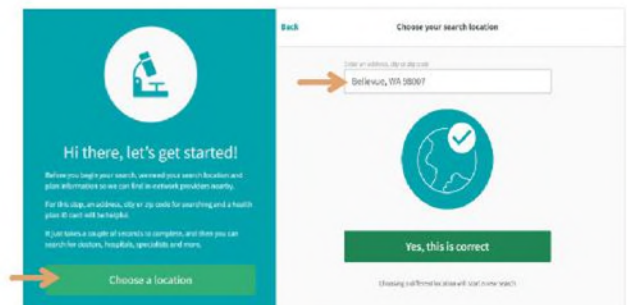 Hi there, let's get started!
Before you begin your search, we need your search location and
plan information so we can find in-network providers nearby.
For this step, an address, city or zip code for searching and a health
plan ID card will be helpful.
It just takes a couple of seconds to complete, and then you can
search for doctors, hospitals, specialists and more.
Choose a location
Back
Choose your search location
Enter an address, city or zip code
Bellevue, WA 98007
Yes, this is correct
Choosing a different location will start a new search